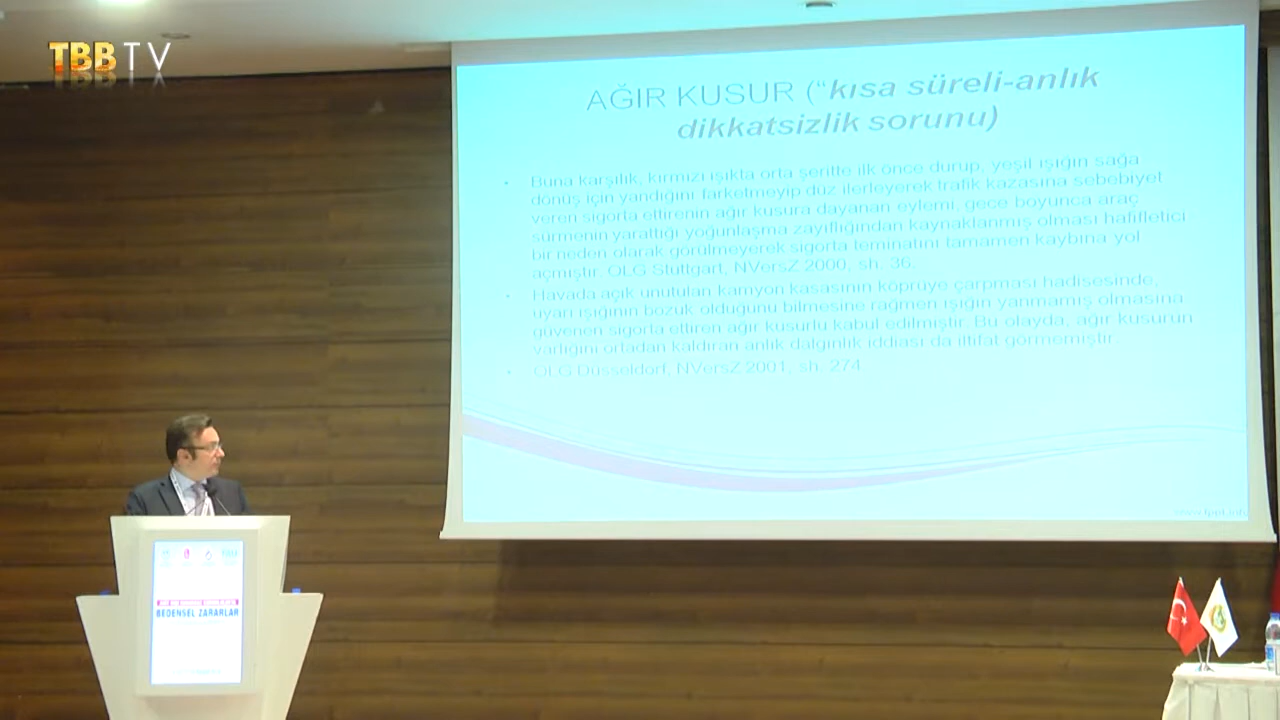 TBB TV
AĞIR KUSUR (“kısa süreli-anlık
dikkatsizlik sorunu)
Buna karşılık, kırmızı ışıkta orta şeritte ilk önce durup, yeşil ışığın sağa
dönüş için yandığını farketmeyip düz ilerleyerek trafik kazasına sebebiyet
veren sigorta ettirenin ağır kusura dayanan eylemi, gece boyunca araç
sürmenin yarattığı yoğunlaşma zayıflığından kaynaklanmış olması hafifletici
bir neden olarak görülmeyerek sigorta teminatını tamamen kaybına yol
açmıştır. OLG Stuttgart, NVersZ 2000, sh. 36.
Havada açık unutulan kamyon kasasının köprüye çarpması hadisesinde,
uyarı ışığının bozuk olduğunu bilmesine rağmen ışığın yanmamış olmasına
güvenen sigorta ettiren ağır kusurlu kabul edilmiştir. Bu olayda, ağır kusurun
varlığını ortadan kaldıran anlık dalgınlık iddiası da iltifat görmemiştir.
OLG Düsseldorf, NVersZ 2001, sh. 274.
BEDENSEL ZARARLAR